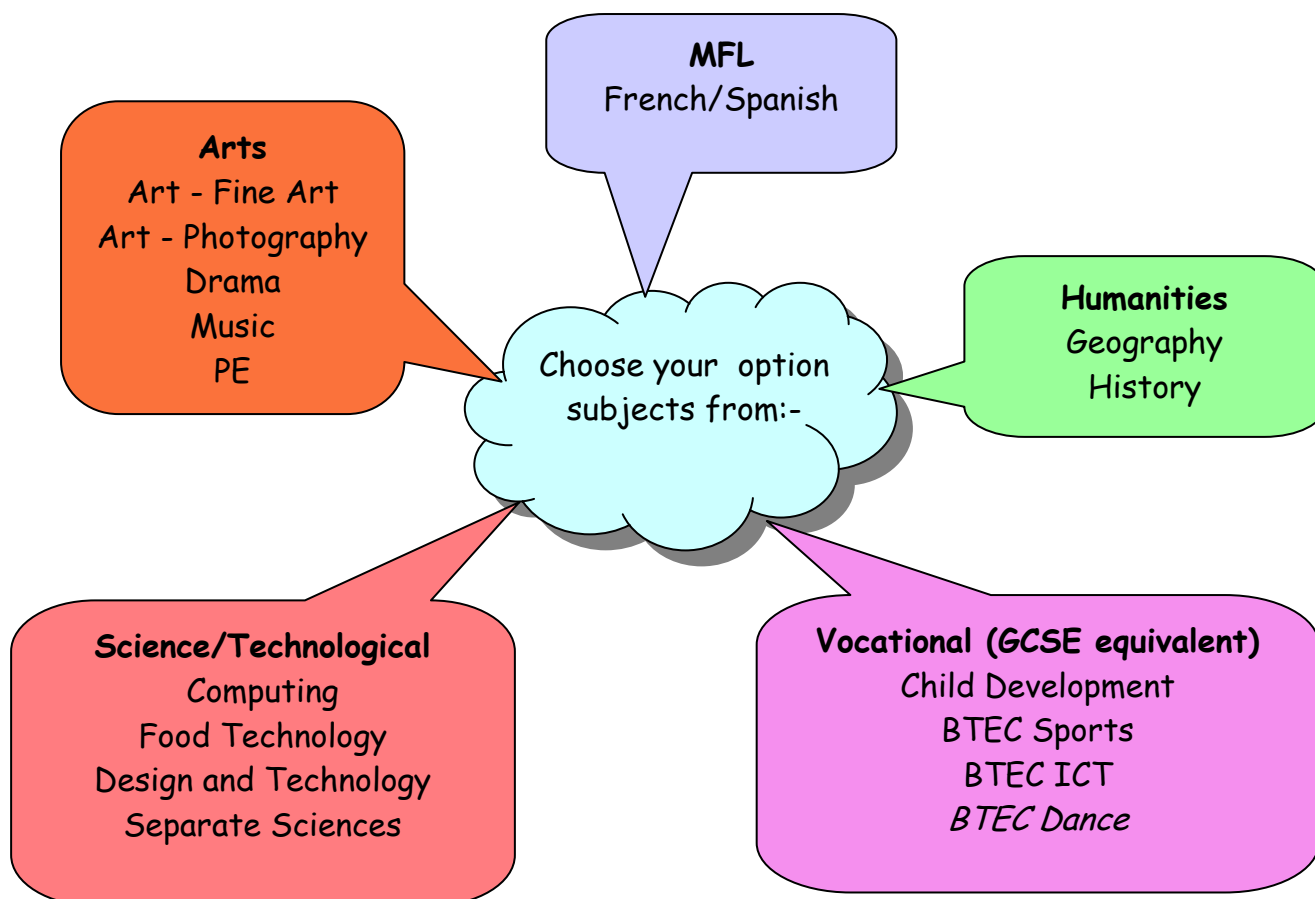 MFL
French/Spanish
Arts
Art - Fine Art
Art - Photography
Drama
Music
PE
Humanities
Geography
History
Choose your option
subjects from:-
Science/Technological
Computing
Food Technology
Design and Technology
Separate Sciences
Vocational (GCSE equivalent)
Child Development
BTEC Sports
BTEC ICT
BTEC Dance